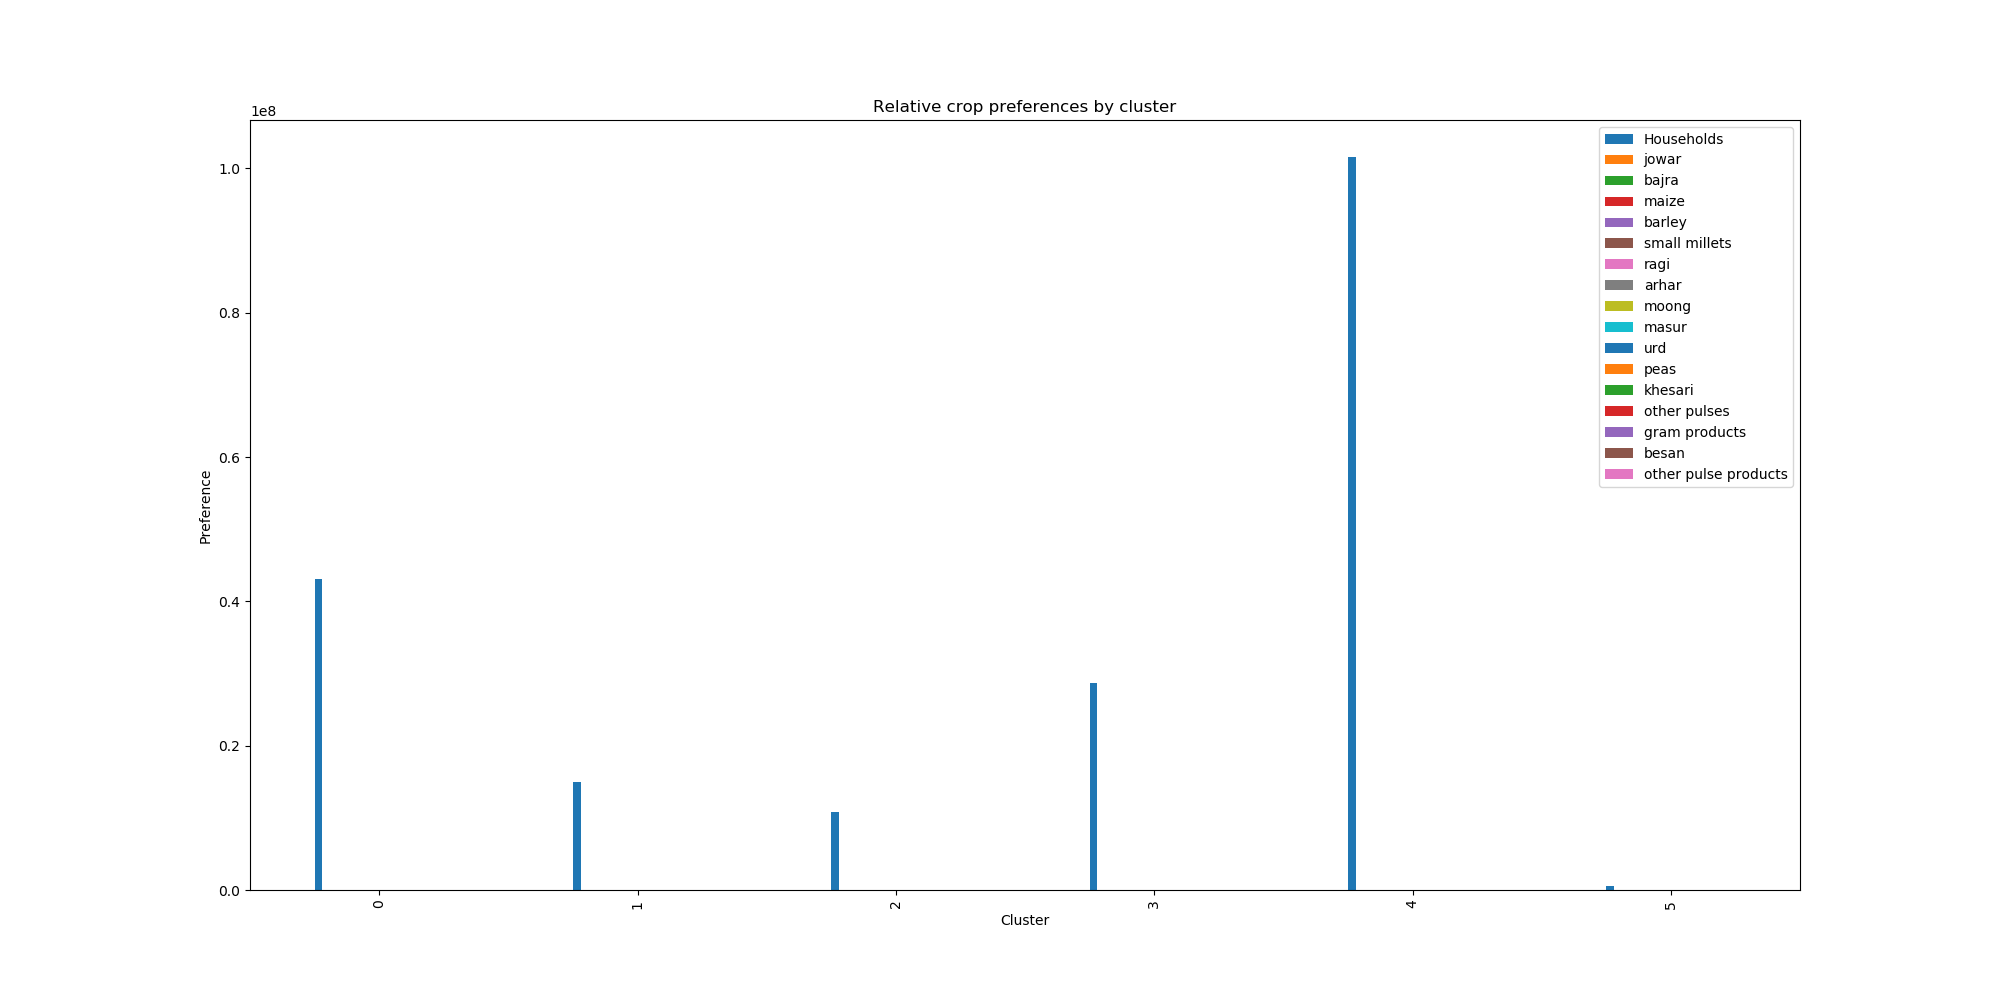 Relative crop preferences by cluster
1e8
1.0
0.8
0.6
0.4
0.2
0.0
Preference
0
1
2
3
4
5
Cluster
Households
jowar
bajra
maize
barley
small millets
ragi
arhar
moong
masur
urd
peas
khesari
other pulses
gram products
besan
other pulse products